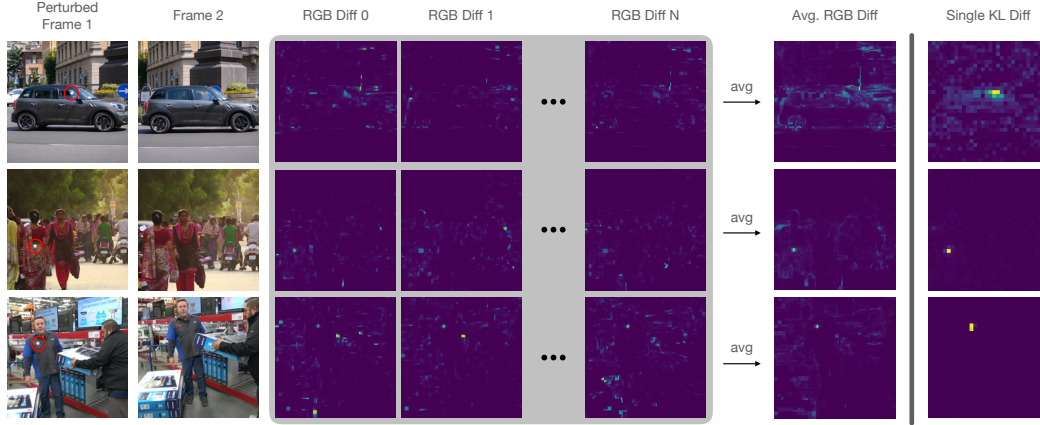 Perturbed
Frame 1
Frame 2
RGB Diff 0
RGB Diff 1
RGB Diff N
Avg. RGB Diff
Single KL Diff
avg
avg
avg